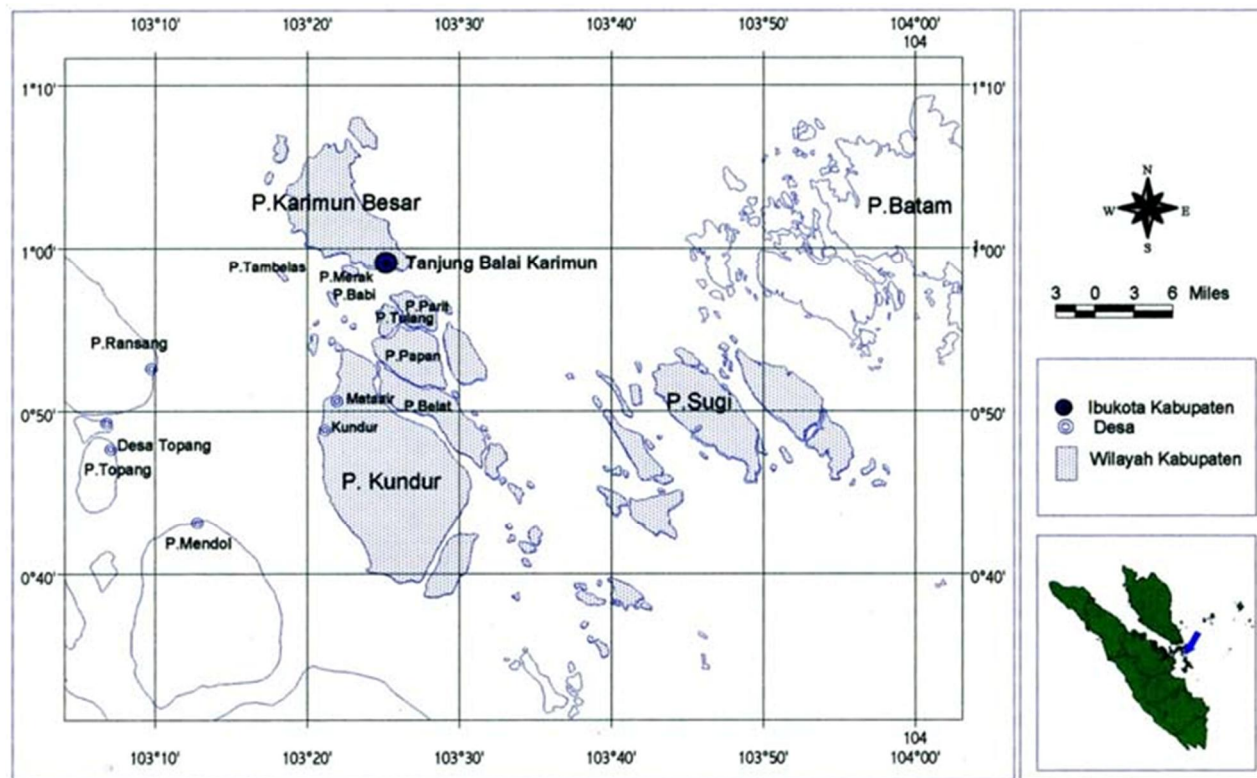 103°10' 103°20' 103°30' 103°40' 103°50' 104°00'
104
1°10' 1°10'
P.Karimun Besar
P.Batam
1°00' 1°00'
Tanjung Balai Karimun
P.Tambelas
P.Merak
P.Babi
P.Parit
P.Tulang
P.Ransang
P.Papan
Mataair
P.Belat
P.Sugi
0°50' 0°50'
Kundur
Desa Topang
P.Topang
P. Kundur
P.Mendol
0°40' 0°40'
104
103°10' 103°20' 103°30' 103°40' 103°50' 104°00'
N
W E
S
3 0 3 6 Miles
Ibukota Kabupaten
Desa
Wilayah Kabupaten